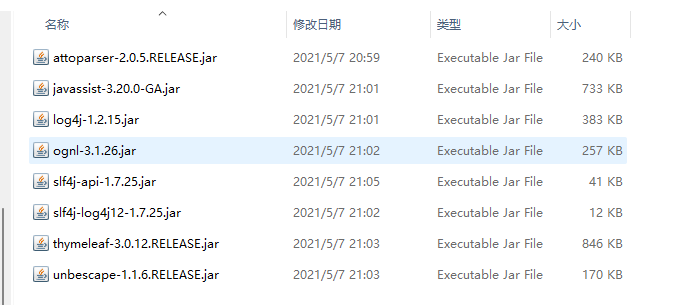 名称 修改日期 类型 大小
attoparser-2.0.5.RELEASE.jar 2021/5/7 20:59 Executable Jar File 240 KB
javassist-3.20.0-GA.jar 2021/5/7 21:01 Executable Jar File 733 KB
log4j-1.2.15.jar 2021/5/7 21:01 Executable Jar File 383 KB
ognl-3.1.26.jar 2021/5/7 21:02 Executable Jar File 257 KB
slf4j-api-1.7.25.jar 2021/5/7 21:05 Executable Jar File 41 KB
slf4j-log4j12-1.7.25.jar 2021/5/7 21:02 Executable Jar File 12 KB
thymeleaf-3.0.12.RELEASE.jar 2021/5/7 21:03 Executable Jar File 846 KB
unbescape-1.1.6.RELEASE.jar 2021/5/7 21:03 Executable Jar File 170 KB